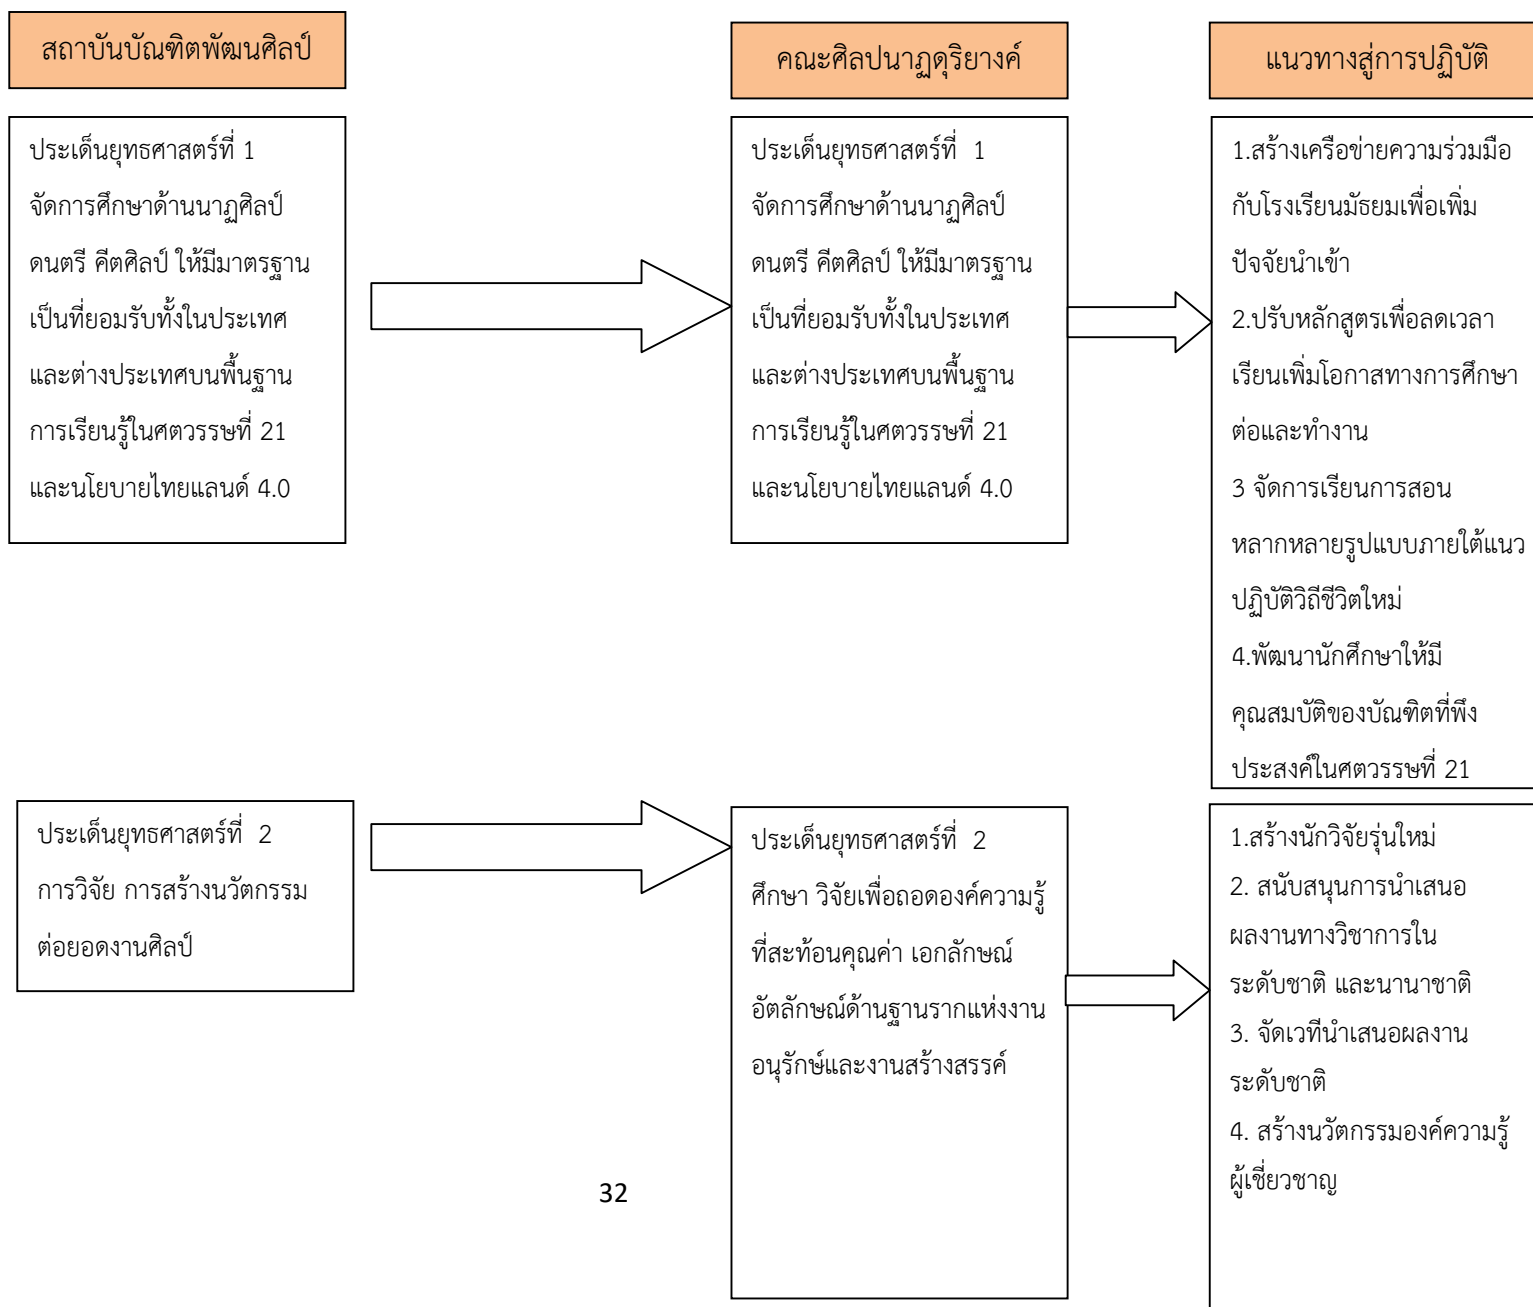 สถาบันบัณฑิตพัฒนศิลป์
คณะศิลปนาฏดุริยางค์
แนวทางสู่การปฏิบัติ
ประเด็นยุทธศาสตร์ที่ 1
จัดการศึกษาด้านนาฏศิลป์
ดนตรี คีตศิลป์ ให้มีมาตรฐาน
เป็นที่ยอมรับทั้งในประเทศ
และต่างประเทศบนพื้นฐาน
การเรียนรู้ในศตวรรษที่ 21
และนโยบายไทยแลนด์ 4.0
ประเด็นยุทธศาสตร์ที่ 1
จัดการศึกษาด้านนาฏศิลป์
ดนตรี คีตศิลป์ ให้มีมาตรฐาน
เป็นที่ยอมรับทั้งในประเทศ
และต่างประเทศบนพื้นฐาน
การเรียนรู้ในศตวรรษที่ 21
และนโยบายไทยแลนด์ 4.0
1.สร้างเครือข่ายความร่วมมือ
กับโรงเรียนมัธยมเพื่อเพิ่ม
ปัจจัยนำเข้า
2.ปรับหลักสูตรเพื่อลดเวลา
เรียนเพิ่มโอกาสทางการศึกษา
ต่อและทำงาน
3 จัดการเรียนการสอน
หลากหลายรูปแบบภายใต้แนว
ปฏิบัติวิถีชีวิตใหม่
4.พัฒนานักศึกษาให้มี
คุณสมบัติของบัณฑิตที่พึง
ประสงค์ในศตวรรษที่ 21
ประเด็นยุทธศาสตร์ที่ 2
การวิจัย การสร้างนวัตกรรม
ต่อยอดงานศิลป์
ประเด็นยุทธศาสตร์ที่ 2
ศึกษา วิจัยเพื่อถอดองค์ความรู้
ที่สะท้อนคุณค่า เอกลักษณ์
อัตลักษณ์ด้านฐานรากแห่งงาน
อนุรักษ์และงานสร้างสรรค์
1.สร้างนักวิจัยรุ่นใหม่
2. สนับสนุนการนำเสนอ
ผลงานทางวิชาการใน
ระดับชาติ และนานาชาติ
3. จัดเวทีนำเสนอผลงาน
ระดับชาติ
4. สร้างนวัตกรรมองค์ความรู้
ผู้เชี่ยวชาญ
32